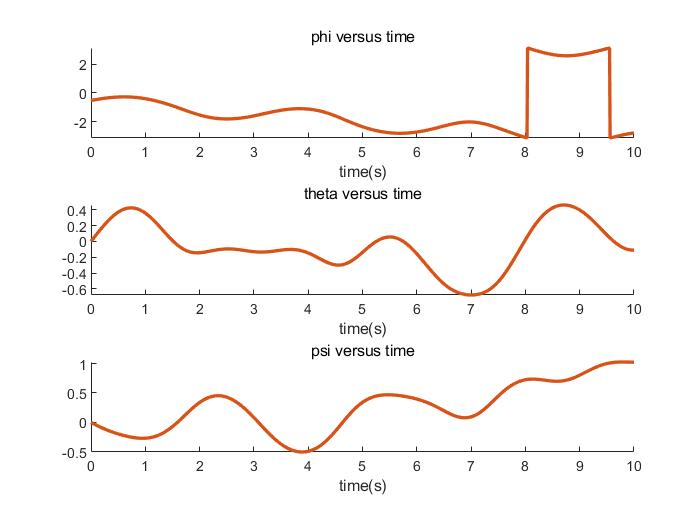 phi versus time
2
0
-2
0 1 2 3 4 5 6 7 8 9 10
time(s)
theta versus time
0.4
0.2
0
-0.2
-0.4
-0.6
0 1 2 3 4 5 6 7 8 9 10
time(s)
psi versus time
1
0.5
0
-0.5
0 1 2 3 4 5 6 7 8 9 10
time(s)